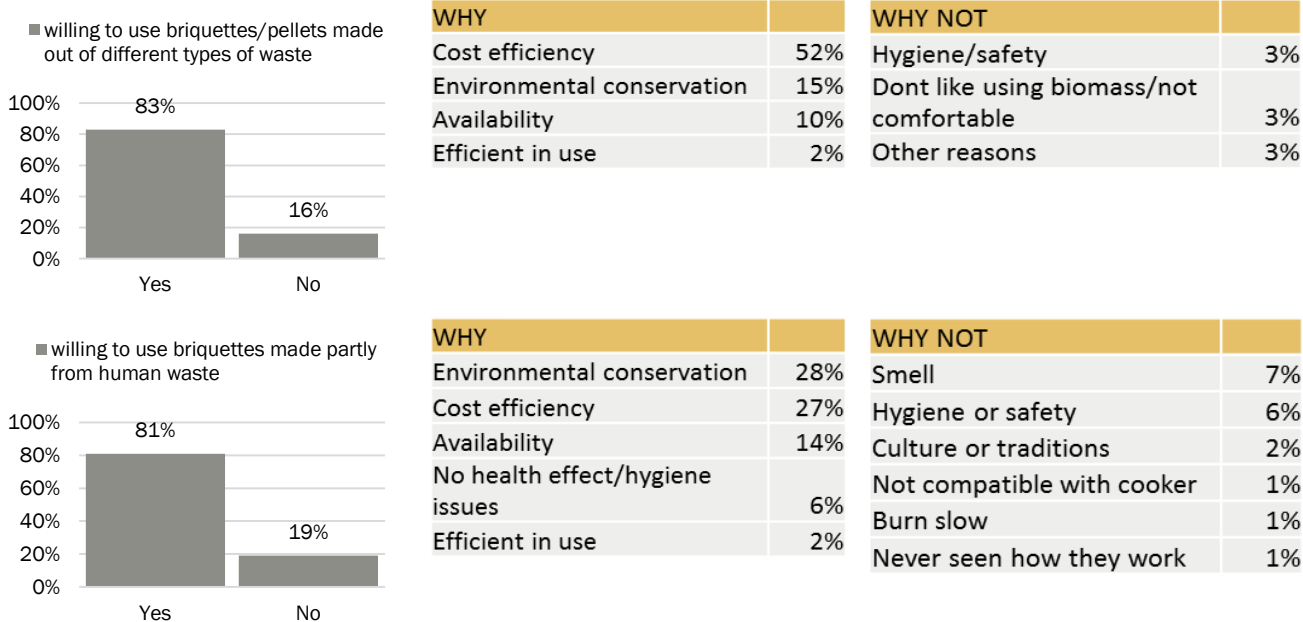 willing to use briquettes/pellets made
out of different types of waste
100%
80%
60%
40%
20%
0%
83%
16%
Yes
No
WHY
Cost efficiency 52%
Environmental conservation 15%
Availability 10%
Efficient in use 2%
WHY NOT
Hygiene/safety 3%
Dont like using biomass/not
comfortable 3%
Other reasons 3%
willing to use briquettes made partly
from human waste
100%
80%
60%
40%
20%
0%
81%
19%
Yes
No
WHY
Environmental conservation 28%
Cost efficiency 27%
Availability 14%
No health effect/hygiene
issues 6%
Efficient in use 2%
WHY NOT
Smell 7%
Hygiene or safety 6%
Culture or traditions 2%
Not compatible with cooker 1%
Burn slow 1%
Never seen how they work 1%